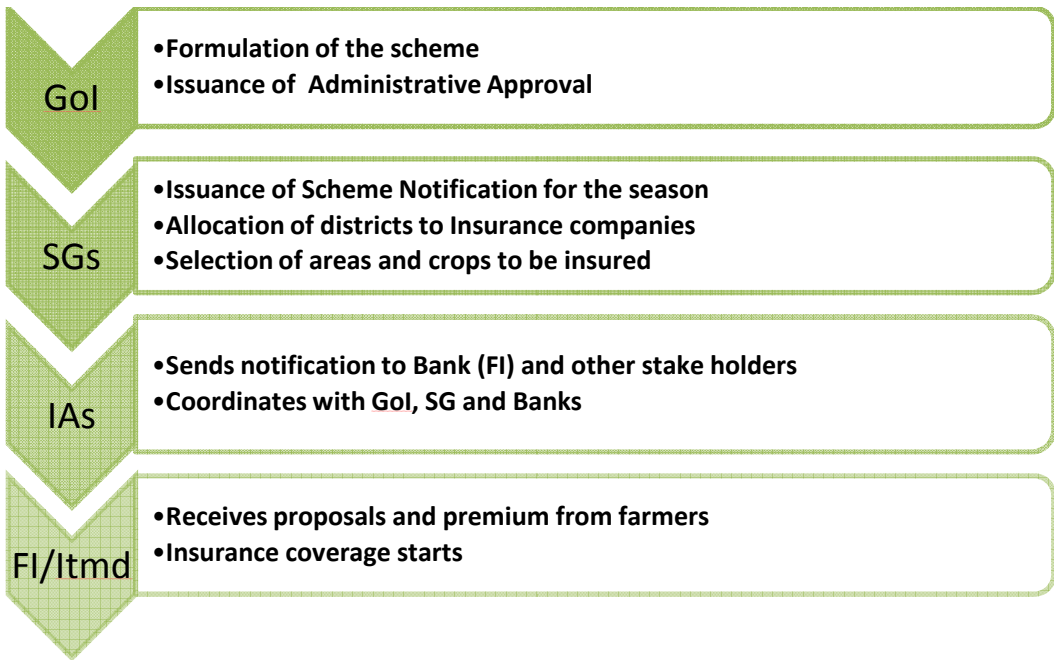 GoI
•Formulation of the scheme
•Issuance of  Administrative Approval
SGs
•Issuance of Scheme Notification for the season
•Allocation of districts to Insurance companies
•Selection of areas and crops to be insured
IAs
•Sends notification to Bank (FI) and other stake holders
•Coordinates with GoI, SG and Banks
FI/Itmd
•Receives proposals and premium from farmers
•Insurance coverage starts